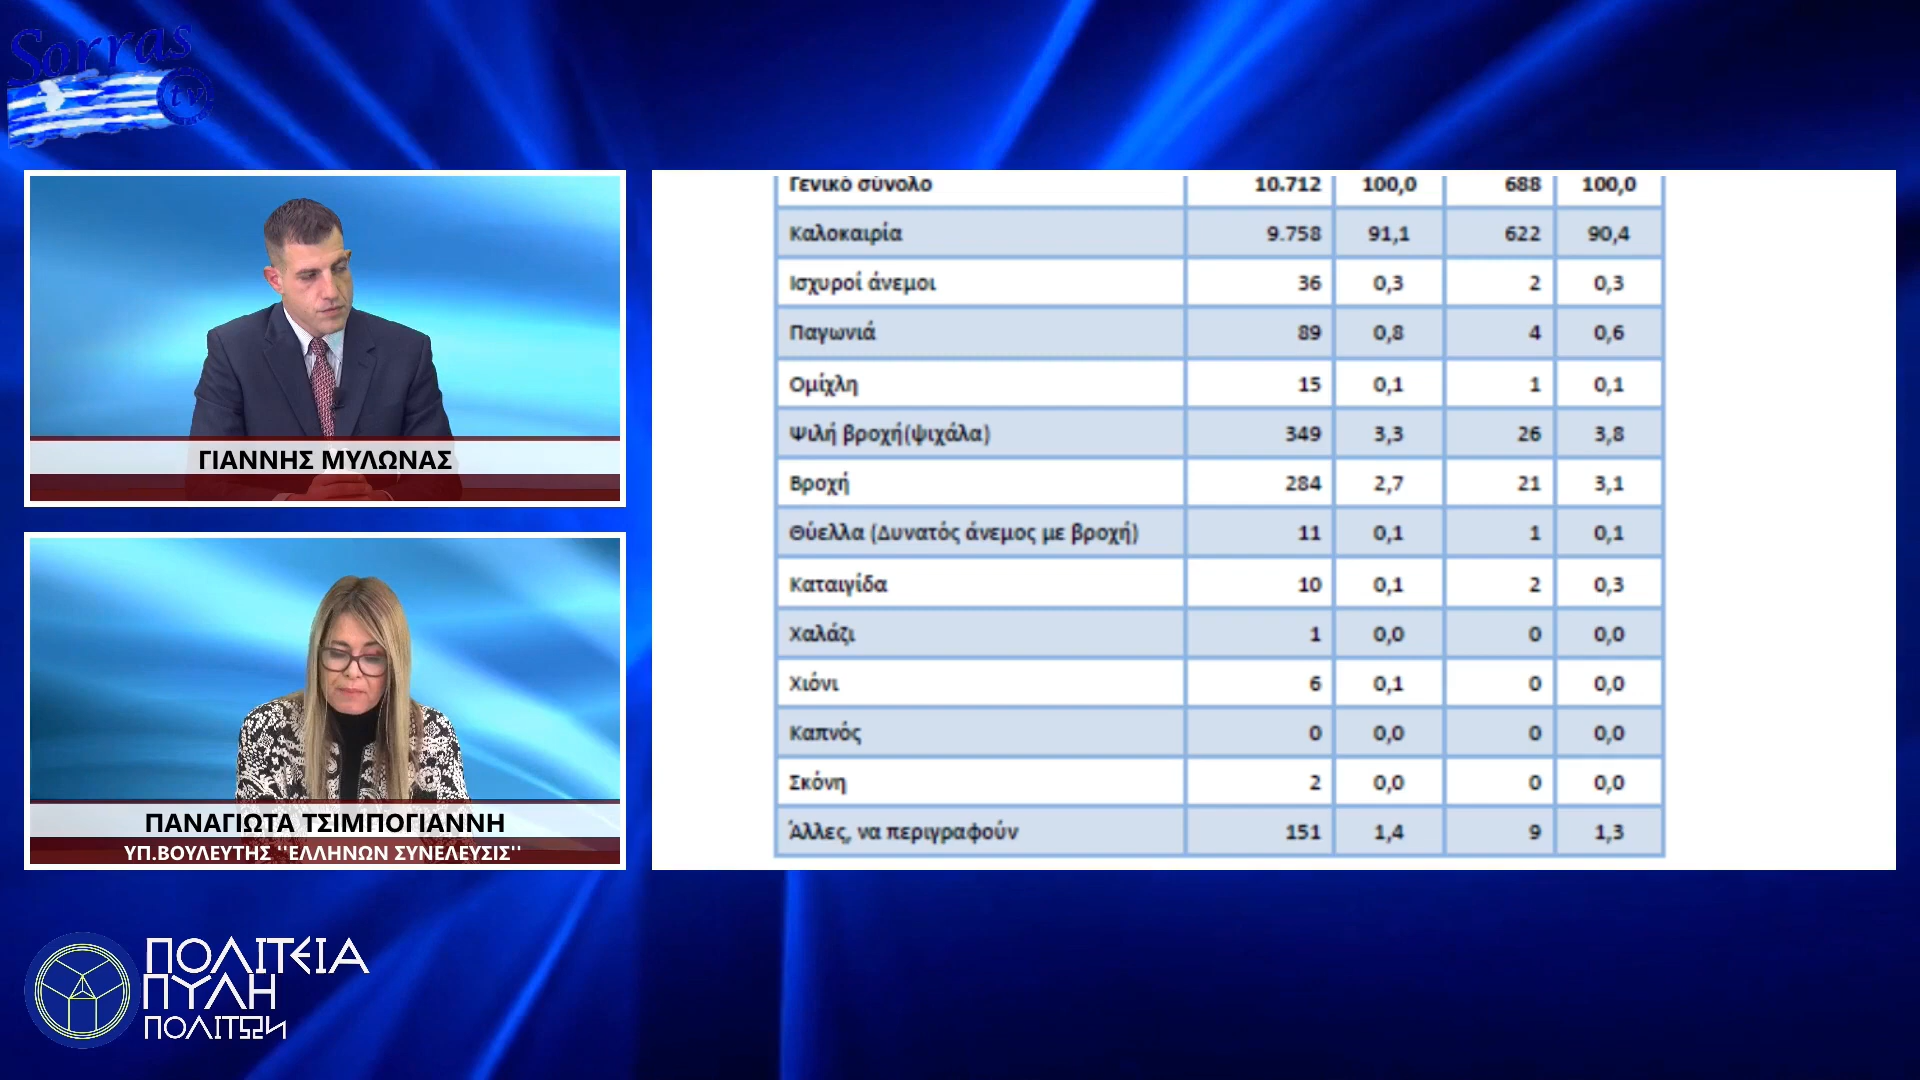 Sorras
tv
Γενικό σύνολο 10.712 100,0 688 100,0
Καλοκαιρία 9.758 91,1 622 90,4
Ισχυροί άνεμοι 36 0,3 2 0,3
Παγωνιά 89 0,8 4 0,6
Ομίχλη 15 0,1 1 0,1
Ψιλή βροχή(ψιχάλα) 349 3,3 26 3,8
Βροχή 284 2,7 21 3,1
Θύελλα (Δυνατός άνεμος με βροχή) 11 0,1 1 0,1
Καταιγίδα 10 0,1 2 0,3
Χαλάζι 1 0,0 0 0,0
Χιόνι 6 0,1 0 0,0
Καπνός 0 0,0 0 0,0
Σκόνη 2 0,0 0 0,0
Άλλες, να περιγραφούν 151 1,4 9 1,3
ΓΙΑΝΝΗΣ ΜΥΛΩΝΑΣ
ΠΑΝΑΓΙΩΤΑ ΤΣΙΜΠΟΓΙΑΝΝΗ
ΥΠ.ΒΟΥΛΕΥΤΗΣ ''ΕΛΛΗΝΩΝ ΣΥΝΕΛΕΥΣΙΣ''
ΠΟΛΙΤΕΙΑ
ΠΥΛΗ
ΠΟΛΙΤΩΝ